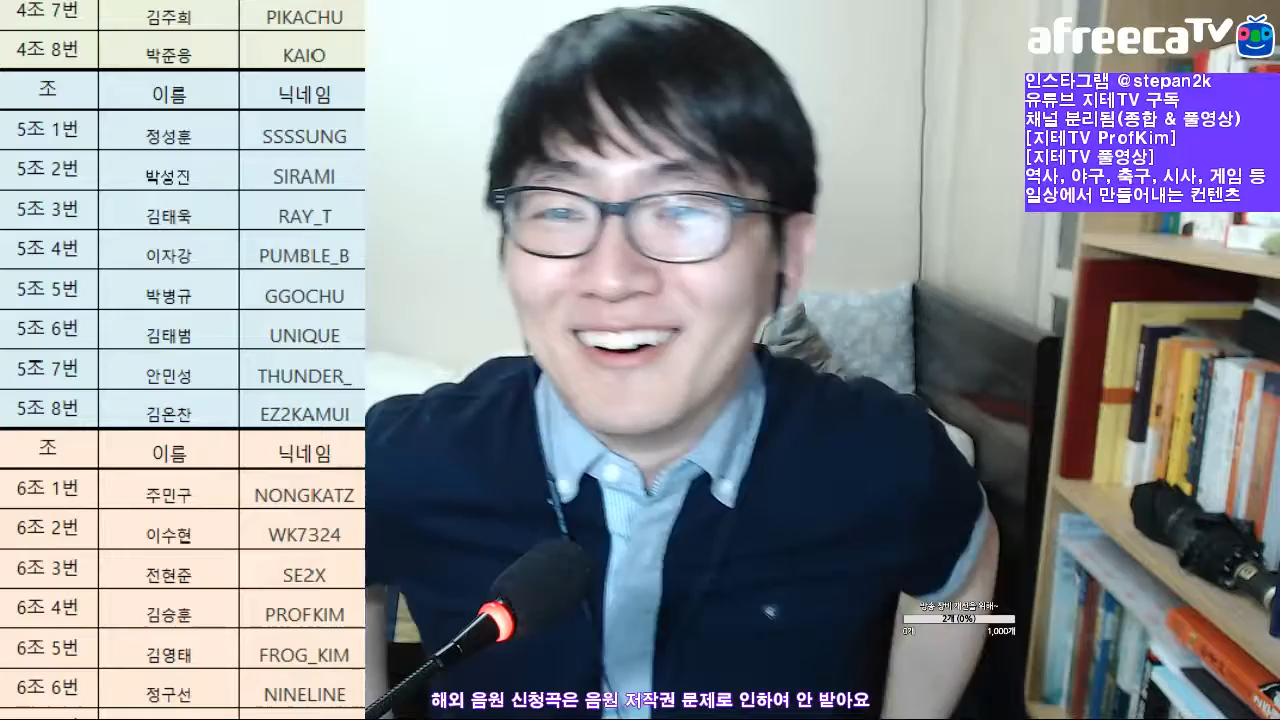 4조 7번 김주희 PIKACHU
4조 8번 박준용 KAIO
조 이름 닉네임
5조 1번 정성훈 SSSSUNG
5조 2번 박성진 SIRAMI
5조 3번 김태욱 RAY_T
5조 4번 이자강 PUMBLE_B
5조 5번 박병규 GGOCHU
5조 6번 김태범 UNIQUE
5조 7번 안민성 THUNDER_
5조 8번 김온찬 EZ2KAMUI
조 이름 닉네임
6조 1번 주민구 NONGKATZ
6조 2번 이수현 WK7324
6조 3번 전현준 SE2X
6조 4번 김승훈 PROFKIM
6조 5번 김영태 FROG_KIM
6조 6번 정구선 NINELINE
afreecaTV
인스타그램 @stepan2k
유튜브 지테TV 구독
채널 분리됨(종합 & 풀영상)
[지테TV ProfKim]
[지테TV 풀영상]
역사, 야구, 축구, 시사, 게임 등
일상에서 만들어내는 컨텐츠
방송 장비 개선을 위해~
2개 (0%)
0개 1,000개
해외 음원 신청곡은 음원 저작권 문제로 인하여 안 받아요